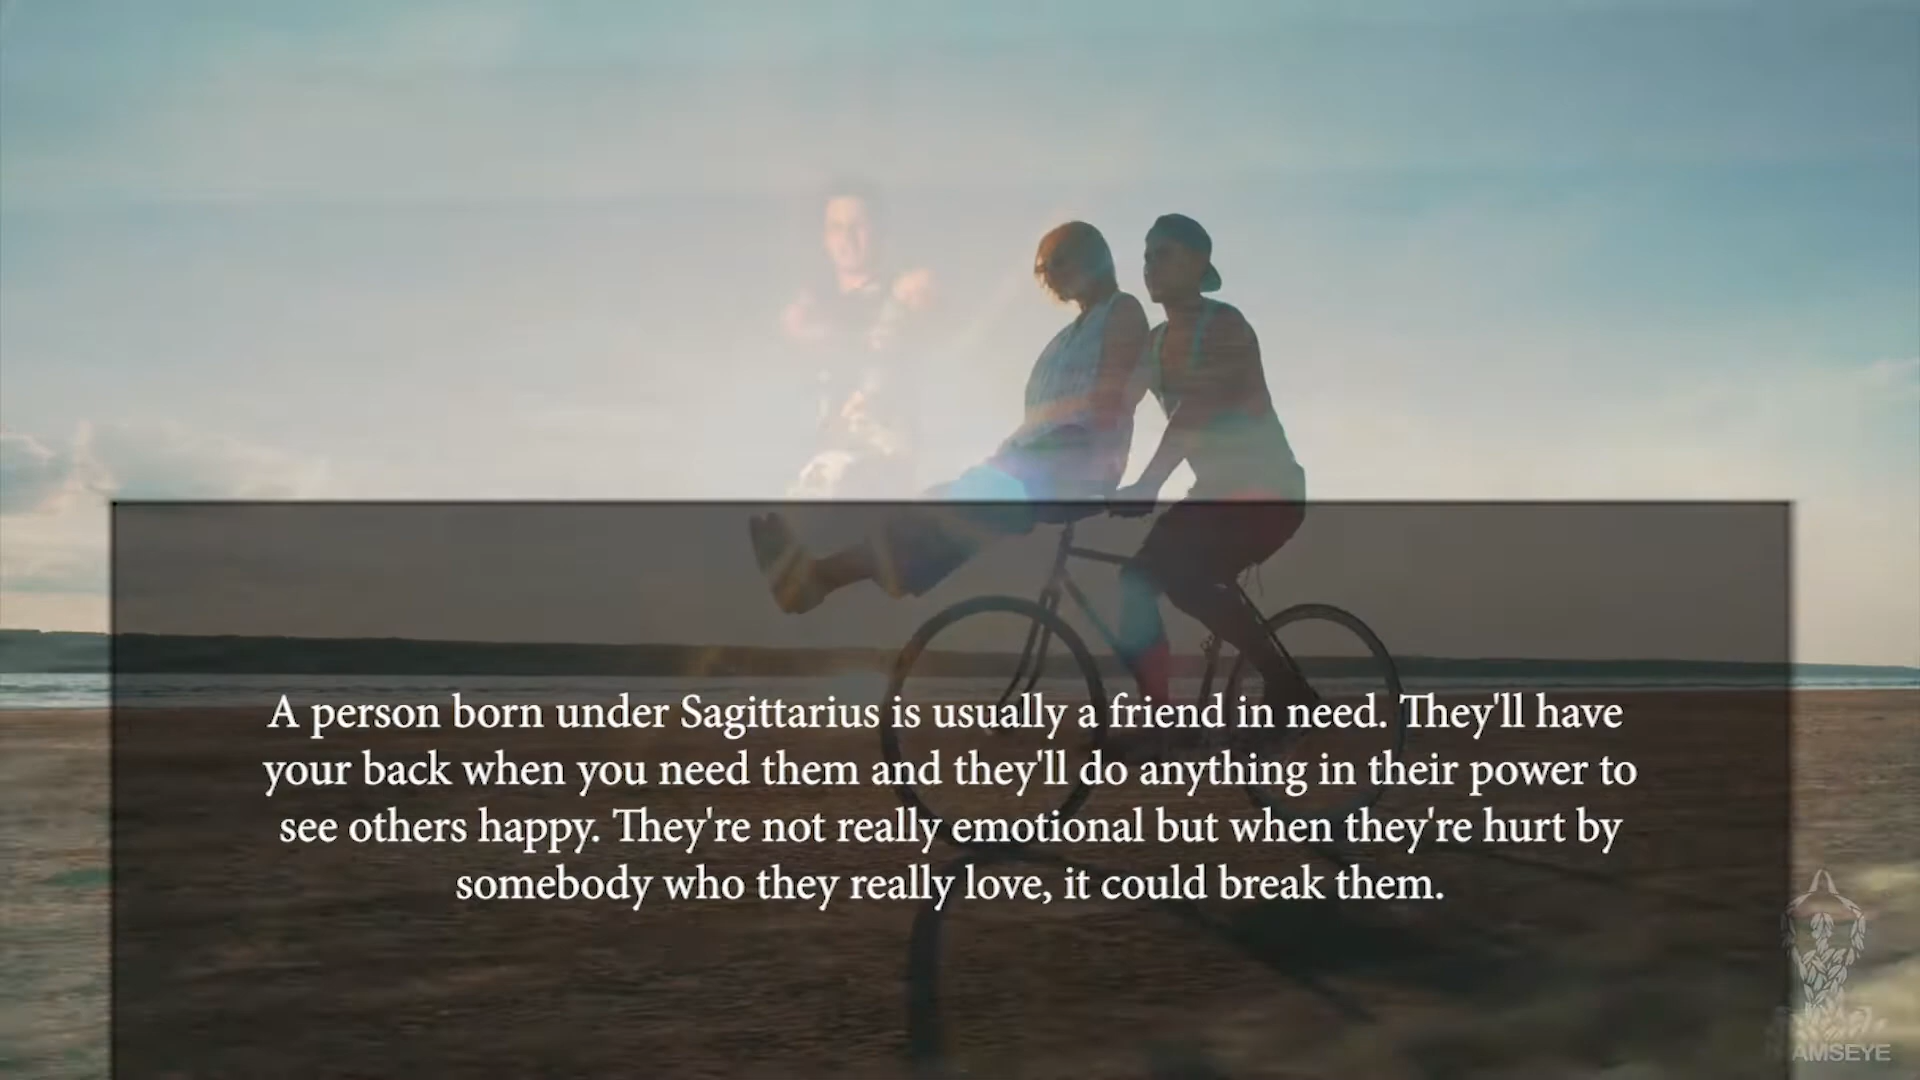 A person born under Sagittarius is usually a friend in need. They'll have
your back when you need them and they'll do anything in their power to
see others happy. They're not really emotional but when they're hurt by
somebody who they really love, it could break them.
AMSEYE